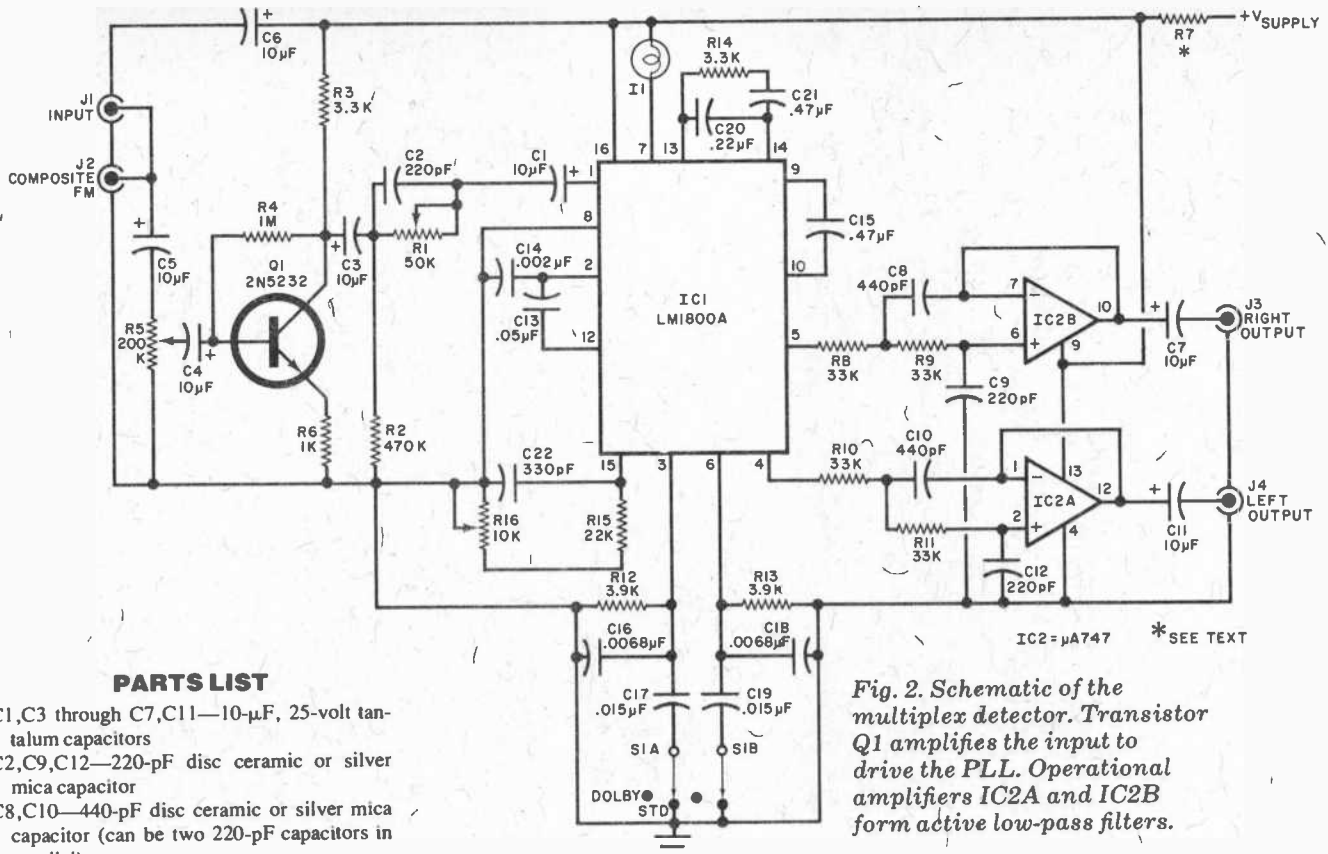 C6
10µF
J1
INPUT
J2
COMPOSITE
FM
C5
10µF
R5
200
K
C4
10µF
R4
1M
Q1
2N5232
R3
3.3K
R6
1K
C3
10µF
C2
220pF
R1
50K
R2
470K
C1
10µF
+
I1
R14
3.3K
C21
.47µF
C20
.22µF
16
7
13
14
1
8
2
12
9
10
5
15
3
6
4
IC1
LM1800A
C14
.002µF
C13
.05µF
C15
.47µF
C22
330pF
R16
10K
R15
22K
R12
3.9K
R13
3.9K
C16
.0068µF
C18
.0068µF
C17
.015µF
C19
.015µF
S1A
S1B
DOLBY
STD
R7
*
+VSUPPLY
C8
440pF
R8
33K
R9
33K
C9
220pF
7
6
IC2B
10
9
C7
10µF
J3
RIGHT
OUTPUT
R10
33K
C10
440pF
R11
33K
C12
220pF
1
2
IC2A
13
12
4
C11
10µF
J4
LEFT
OUTPUT
IC2=µA747
*SEE TEXT
PARTS LIST
C1,C3 through C7,C11—10-µF, 25-volt tan-
talum capacitors
C2,C9,C12—220-pF disc ceramic or silver
mica capacitor
C8,C10—440-pF disc ceramic or silver mica
capacitor (can be two 220-pF capacitors in
Fig. 2. Schematic of the
multiplex detector. Transistor
Q1 amplifies the input to
drive the PLL. Operational
amplifiers IC2A and IC2B
form active low-pass filters.